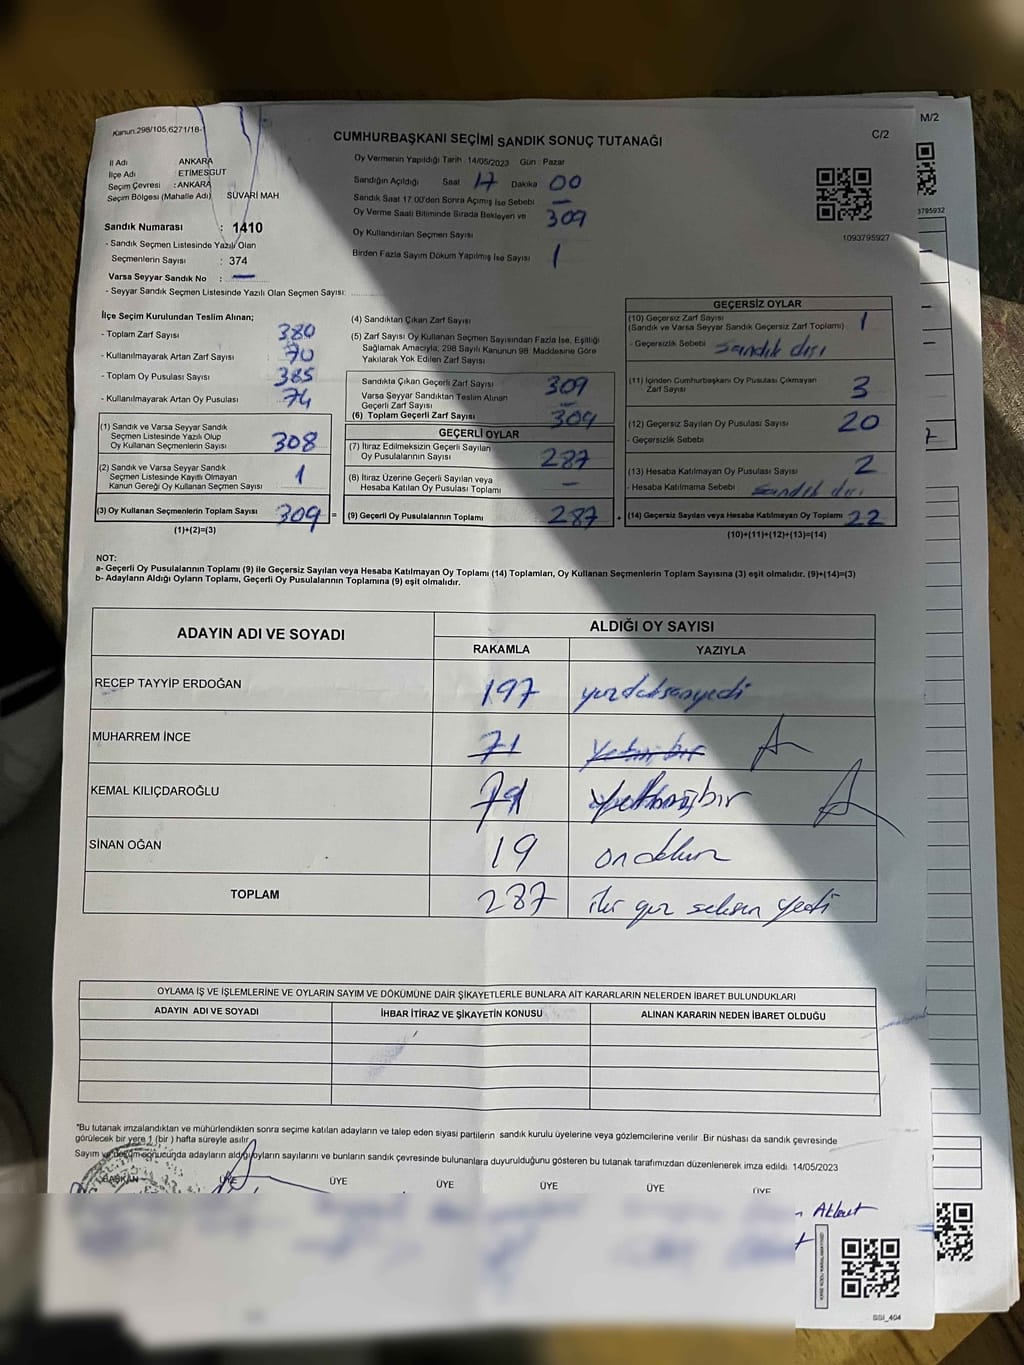 M/2
Kanun.298/105,6271/18-
CUMHURBAŞKANI SEÇİMİ SANDIK SONUÇ TUTANAĞI
C/2
İl Adı ANKARA
İlçe Adı ETİMESGUT
Seçim Çevresi : ANKARA
Seçim Bölgesi (Mahalle Adı) SÜVARİ MAH
Sandık Numarası : 1410
- Sandık Seçmen Listesinde Yazılı Olan
Seçmenlerin Sayısı : 374
Varsa Seyyar Sandık No : —
- Seyyar Sandık Seçmen Listesinde Yazılı Olan Seçmen Sayısı:
Oy Vermenin Yapıldığı Tarih 14/05/2023 Gün Pazar
Sandığın Açıldığı Saat 17 Dakika 00
Sandık Saat 17.00'den Sonra Açılmış İse Sebebi —
Oy Verme Saati Bitiminde Sırada Bekleyen ve 309
Oy Kullandırılan Seçmen Sayısı
Birden Fazla Sayım Döküm Yapılmış İse Sayısı 1
1093795927
3795932
İlçe Seçim Kurulundan Teslim Alınan;
- Toplam Zarf Sayısı 380
- Kullanılmayarak Artan Zarf Sayısı 70
- Toplam Oy Pusulası Sayısı 385
- Kullanılmayarak Artan Oy Pusulası 74
(1) Sandık ve Varsa Seyyar Sandık
Seçmen Listesinde Yazılı Olup
Oy Kullanan Seçmenlerin Sayısı 308
(2) Sandık ve Varsa Seyyar Sandık
Seçmen Listesinde Kayıtlı Olmayan
Kanun Gereği Oy Kullanan Seçmen Sayısı 1
(3) Oy Kullanan Seçmenlerin Toplam Sayısı 309 =
(1)+(2)=(3)
(4) Sandıktan Çıkan Zarf Sayısı
(5) Zarf Sayısı Oy Kullanan Seçmen Sayısından Fazla İse, Eşitliği
Sağlamak Amacıyla, 298 Sayılı Kanunun 98. Maddesine Göre
Yakılarak Yok Edilen Zarf Sayısı
Sandıkta Çıkan Geçerli Zarf Sayısı 309
Varsa Seyyar Sandıktan Teslim Alınan
Geçerli Zarf Sayısı —
(6) Toplam Geçerli Zarf Sayısı 309
GEÇERLİ OYLAR
(7) İtiraz Edilmeksizin Geçerli Sayılan
Oy Pusulalarının Sayısı 287
(8) İtiraz Üzerine Geçerli Sayılan veya
Hesaba Katılan Oy Pusulası Toplamı —
(9) Geçerli Oy Pusulalarının Toplamı 287 +
GEÇERSİZ OYLAR
(10) Geçersiz Zarf Sayısı 1
(Sandık ve Varsa Seyyar Sandık Geçersiz Zarf Toplamı)
- Geçersizlik Sebebi sandık dışı
(11) İçinden Cumhurbaşkanı Oy Pusulası Çıkmayan
Zarf Sayısı 3
(12) Geçersiz Sayılan Oy Pusulası Sayısı 20
- Geçersizlik Sebebi
(13) Hesaba Katılmayan Oy Pusulası Sayısı 2
- Hesaba Katılmama Sebebi sandık dışı
(14) Geçersiz Sayılan veya Hesaba Katılmayan Oy Toplamı 22
(10)+(11)+(12)+(13)=(14)
NOT:
a- Geçerli Oy Pusulalarının Toplamı (9) ile Geçersiz Sayılan veya Hesaba Katılmayan Oy Toplamı (14) Toplamları, Oy Kullanan Seçmenlerin Toplam Sayısına (3) eşit olmalıdır. (9)+(14)=(3)
b- Adayların Aldığı Oyların Toplamı, Geçerli Oy Pusulalarının Toplamına (9) eşit olmalıdır.
ADAYIN ADI VE SOYADI
ALDIĞI OY SAYISI
RAKAMLA YAZIYLA
RECEP TAYYİP ERDOĞAN 197 yüzdoksanyedi
MUHARREM İNCE 71 Yetmiş bir
KEMAL KILIÇDAROĞLU 71 yetmişbir
SİNAN OĞAN 19 on dokuz
TOPLAM 287 iki yüz seksen yedi
OYLAMA İŞ VE İŞLEMLERİNE VE OYLARIN SAYIM VE DÖKÜMÜNE DAİR ŞİKAYETLERLE BUNLARA AİT KARARLARIN NELERDEN İBARET BULUNDUKLARI
ADAYIN ADI VE SOYADI
İHBAR İTİRAZ VE ŞİKAYETİN KONUSU
ALINAN KARARIN NEDEN İBARET OLDUĞU
"Bu tutanak imzalandıktan ve mühürlendikten sonra seçime katılan adayların ve talep eden siyasi partilerin sandık kurulu üyelerine veya gözlemcilerine verilir .Bir nüshası da sandık çevresinde
görülecek bir yere 1 (bir ) hafta süreyle asılır.
Sayım ve döküm sonucunda adayların aldığı oyların sayılarını ve bunların sandık çevresinde bulunanlara duyurulduğunu gösteren bu tutanak tarafımızdan düzenlenerek imza edildi. 14/05/2023
BAŞKAN ÜYE ÜYE ÜYE ÜYE ÜYE ÜYE
SSI_404